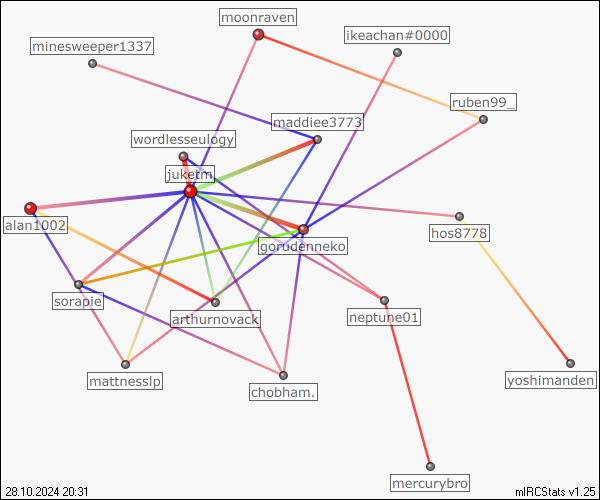 moonraven
ikeachan#0000
minesweeper1337
ruben99_
maddiee3773
wordlesseulogy
juketm
alan1002
hos8778
gorudenneko
sorapie
arthurnovack
neptune01
mattnesslp
chobham.
yoshimanden
mercurybro
28.10.2024 20:31
mIRCStats v1.25